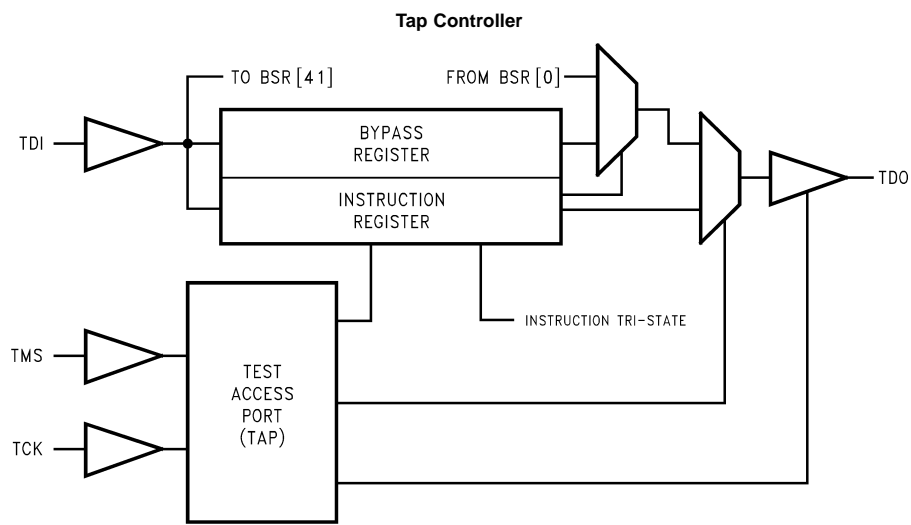 Tap Controller
TO BSR [41]
FROM BSR [0]
TDI
BYPASS
REGISTER
INSTRUCTION
REGISTER
TDO
INSTRUCTION TRI-STATE
TMS
TCK
TEST
ACCESS
PORT
(TAP)